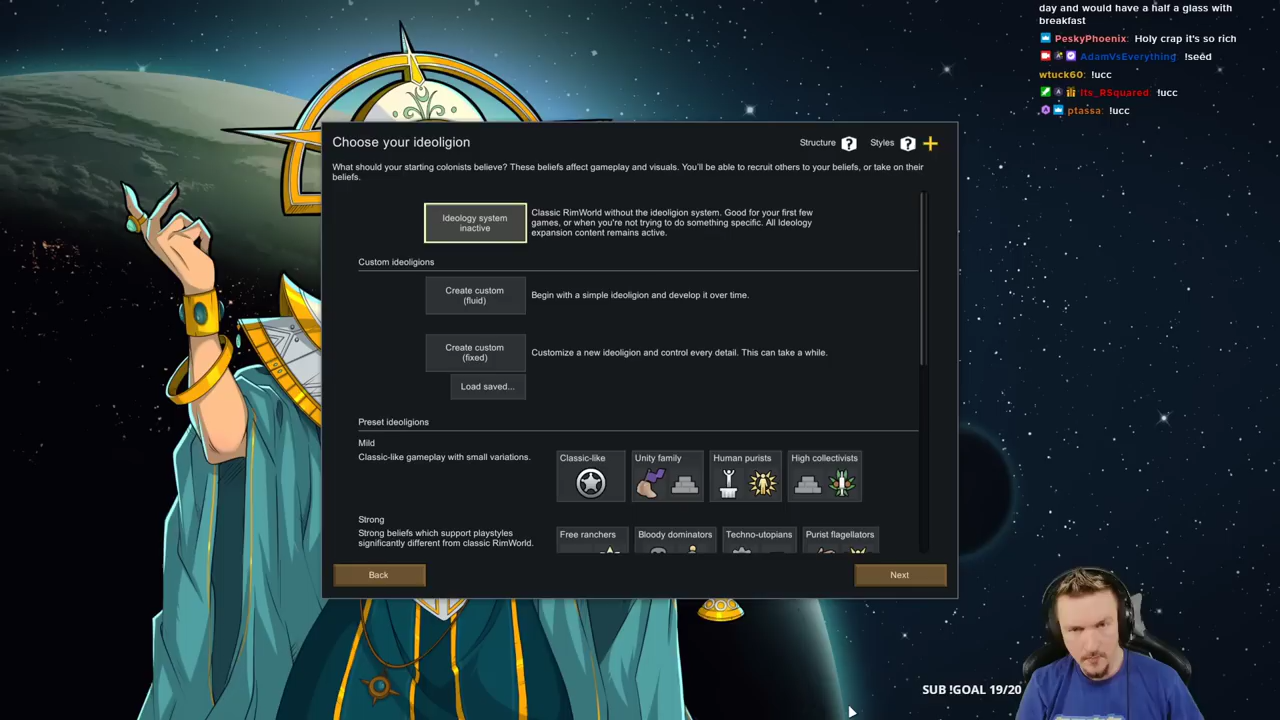 day and would have a half a glass with
breakfast
PeskyPhoenix: Holy crap it's so rich
AdamVsEverything !seed
wtuck60: !ucc
Its_RSquared !ucc
ptassa: !ucc
Choose your ideoligion
Structure ?
Styles ?
What should your starting colonists believe? These beliefs affect gameplay and visuals. You'll be able to recruit others to your beliefs, or take on their
beliefs.
Ideology system
inactive
Classic RimWorld without the ideoligion system. Good for your first few
games, or when you're not trying to do something specific. All Ideology
expansion content remains active.
Custom ideoligions
Create custom
(fluid)
Begin with a simple ideoligion and develop it over time.
Create custom
(fixed)
Customize a new ideoligion and control every detail. This can take a while.
Load saved...
Preset ideoligions
Mild
Classic-like gameplay with small variations.
Classic-like
Unity family
Human purists
High collectivists
Strong
Strong beliefs which support playstyles
significantly different from classic RimWorld.
Free ranchers
Bloody dominators
Techno-utopians
Purist flagellators
Back
Next
SUB !GOAL 19/20